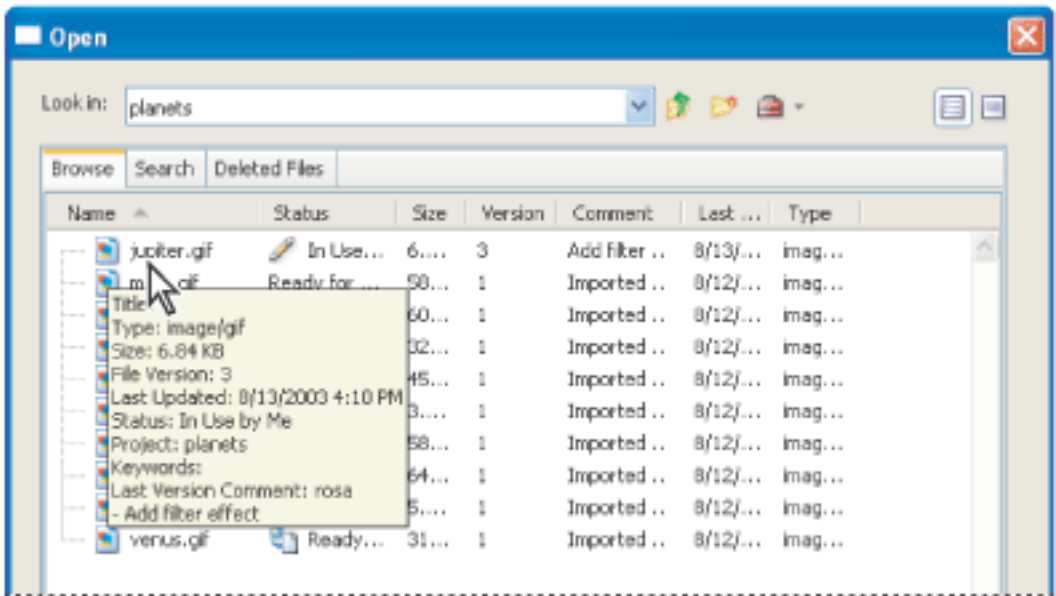 Open
Look in: planets
Browse Search Deleted Files
Name Status Size Version Comment Last ... Type
jupiter.gif In Use... 6.... 3 Add filter .. 8/13/... imag...
Ready for ... 58... 1 Imported .. 8/12/... imag...
60... 1 Imported .. 8/12/... imag...
32... 1 Imported .. 8/12/... imag...
45... 1 Imported .. 8/12/... imag...
3.... 1 Imported .. 8/12/... imag...
58... 1 Imported .. 8/12/... imag...
64... 1 Imported .. 8/12/... imag...
5.... 1 Imported .. 8/12/... imag...
venus.gif Ready... 31... 1 Imported .. 8/12/... imag...
Title
Type: image/gif
Size: 6.84 KB
File Version: 3
Last Updated: 8/13/2003 4:10 PM
Status: In Use by Me
Project: planets
Keywords:
Last Version Comment: rosa
- Add filter effect